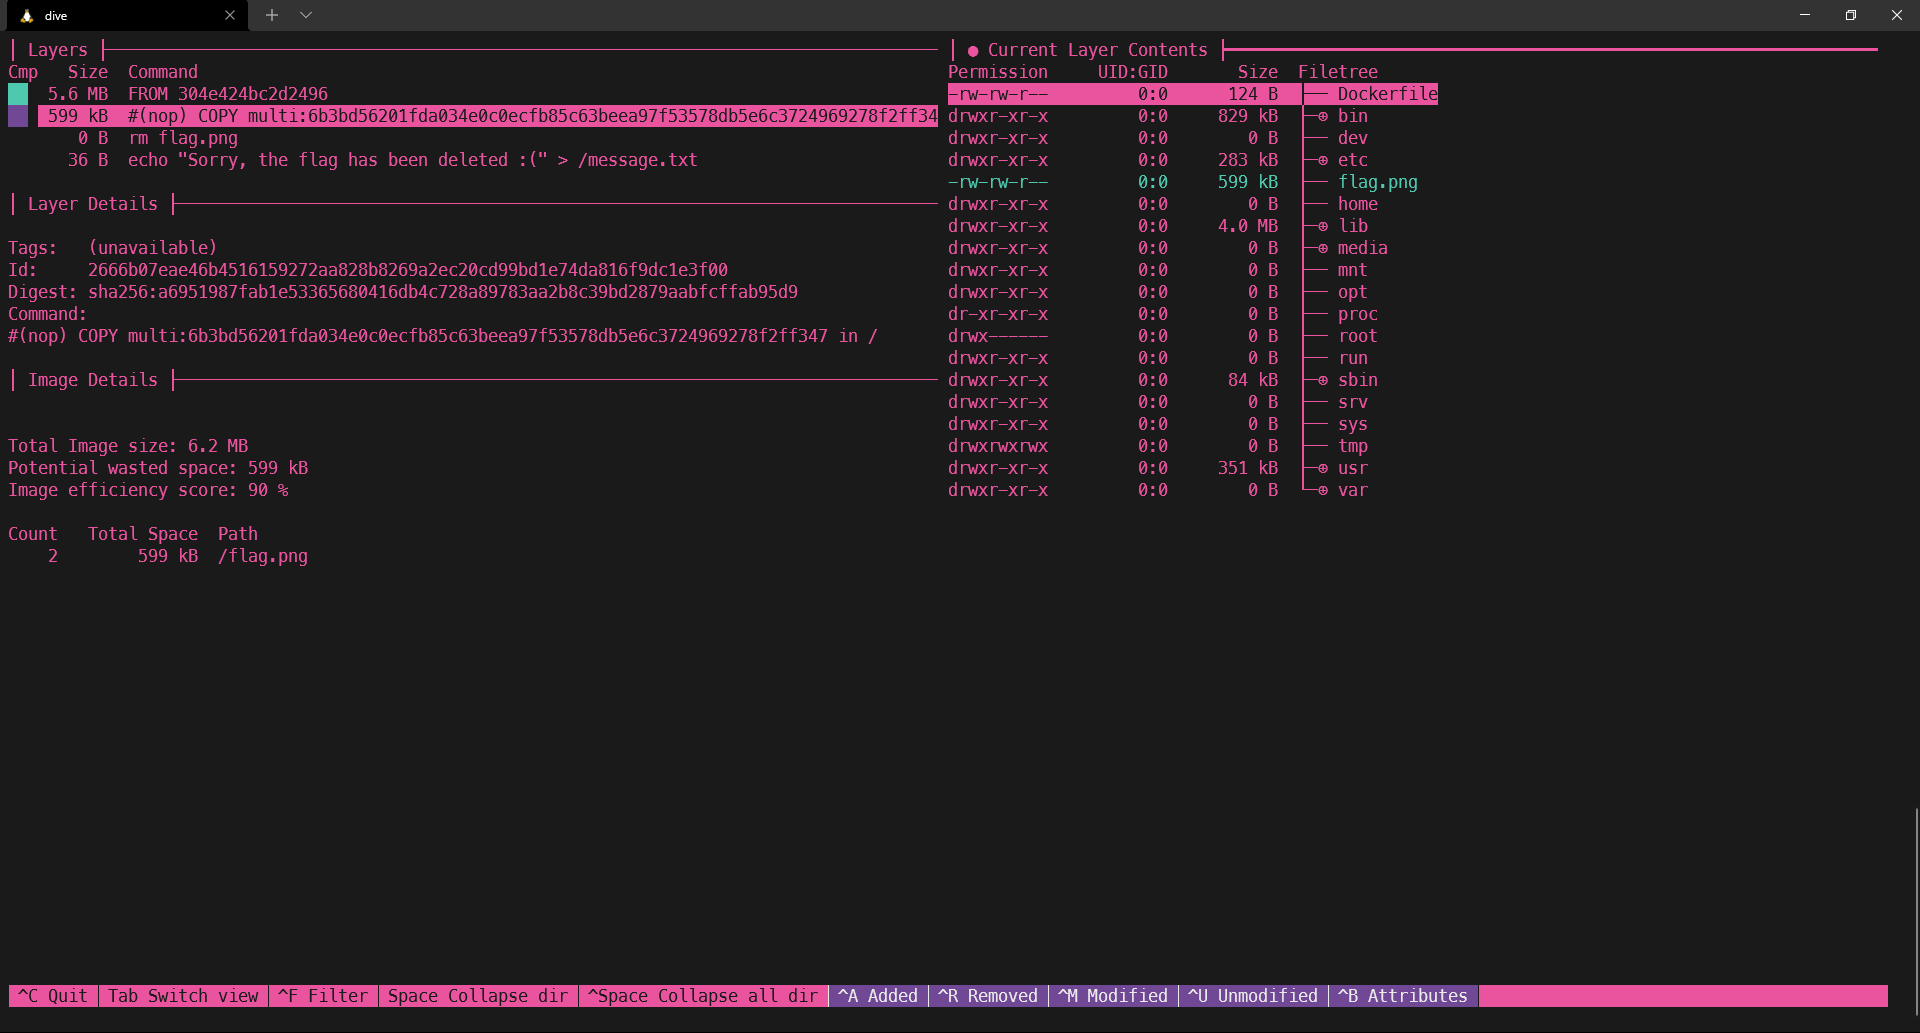 dive
│ Layers ├
Cmp Size Command
5.6 MB FROM 304e424bc2d2496
599 kB #(nop) COPY multi:6b3bd56201fda034e0c0ecfb85c63beea97f53578db5e6c3724969278f2ff34
0 B rm flag.png
36 B echo "Sorry, the flag has been deleted :(" > /message.txt
│ Layer Details ├
Tags: (unavailable)
Id: 2666b07eae46b4516159272aa828b8269a2ec20cd99bd1e74da816f9dc1e3f00
Digest: sha256:a6951987fab1e53365680416db4c728a89783aa2b8c39bd2879aabfcffab95d9
Command:
#(nop) COPY multi:6b3bd56201fda034e0c0ecfb85c63beea97f53578db5e6c3724969278f2ff347 in /
│ Image Details ├
Total Image size: 6.2 MB
Potential wasted space: 599 kB
Image efficiency score: 90 %
Count Total Space Path
2 599 kB /flag.png
│ ● Current Layer Contents ├
Permission UID:GID Size Filetree
-rw-rw-r-- 0:0 124 B ├── Dockerfile
drwxr-xr-x 0:0 829 kB ├─⊕ bin
drwxr-xr-x 0:0 0 B ├── dev
drwxr-xr-x 0:0 283 kB ├─⊕ etc
-rw-rw-r-- 0:0 599 kB ├── flag.png
drwxr-xr-x 0:0 0 B ├── home
drwxr-xr-x 0:0 4.0 MB ├─⊕ lib
drwxr-xr-x 0:0 0 B ├─⊕ media
drwxr-xr-x 0:0 0 B ├── mnt
drwxr-xr-x 0:0 0 B ├── opt
dr-xr-xr-x 0:0 0 B ├── proc
drwx------ 0:0 0 B ├── root
drwxr-xr-x 0:0 0 B ├── run
drwxr-xr-x 0:0 84 kB ├─⊕ sbin
drwxr-xr-x 0:0 0 B ├── srv
drwxr-xr-x 0:0 0 B ├── sys
drwxrwxrwx 0:0 0 B ├── tmp
drwxr-xr-x 0:0 351 kB ├─⊕ usr
drwxr-xr-x 0:0 0 B └─⊕ var
^C Quit Tab Switch view ^F Filter Space Collapse dir ^Space Collapse all dir ^A Added ^R Removed ^M Modified ^U Unmodified ^B Attributes